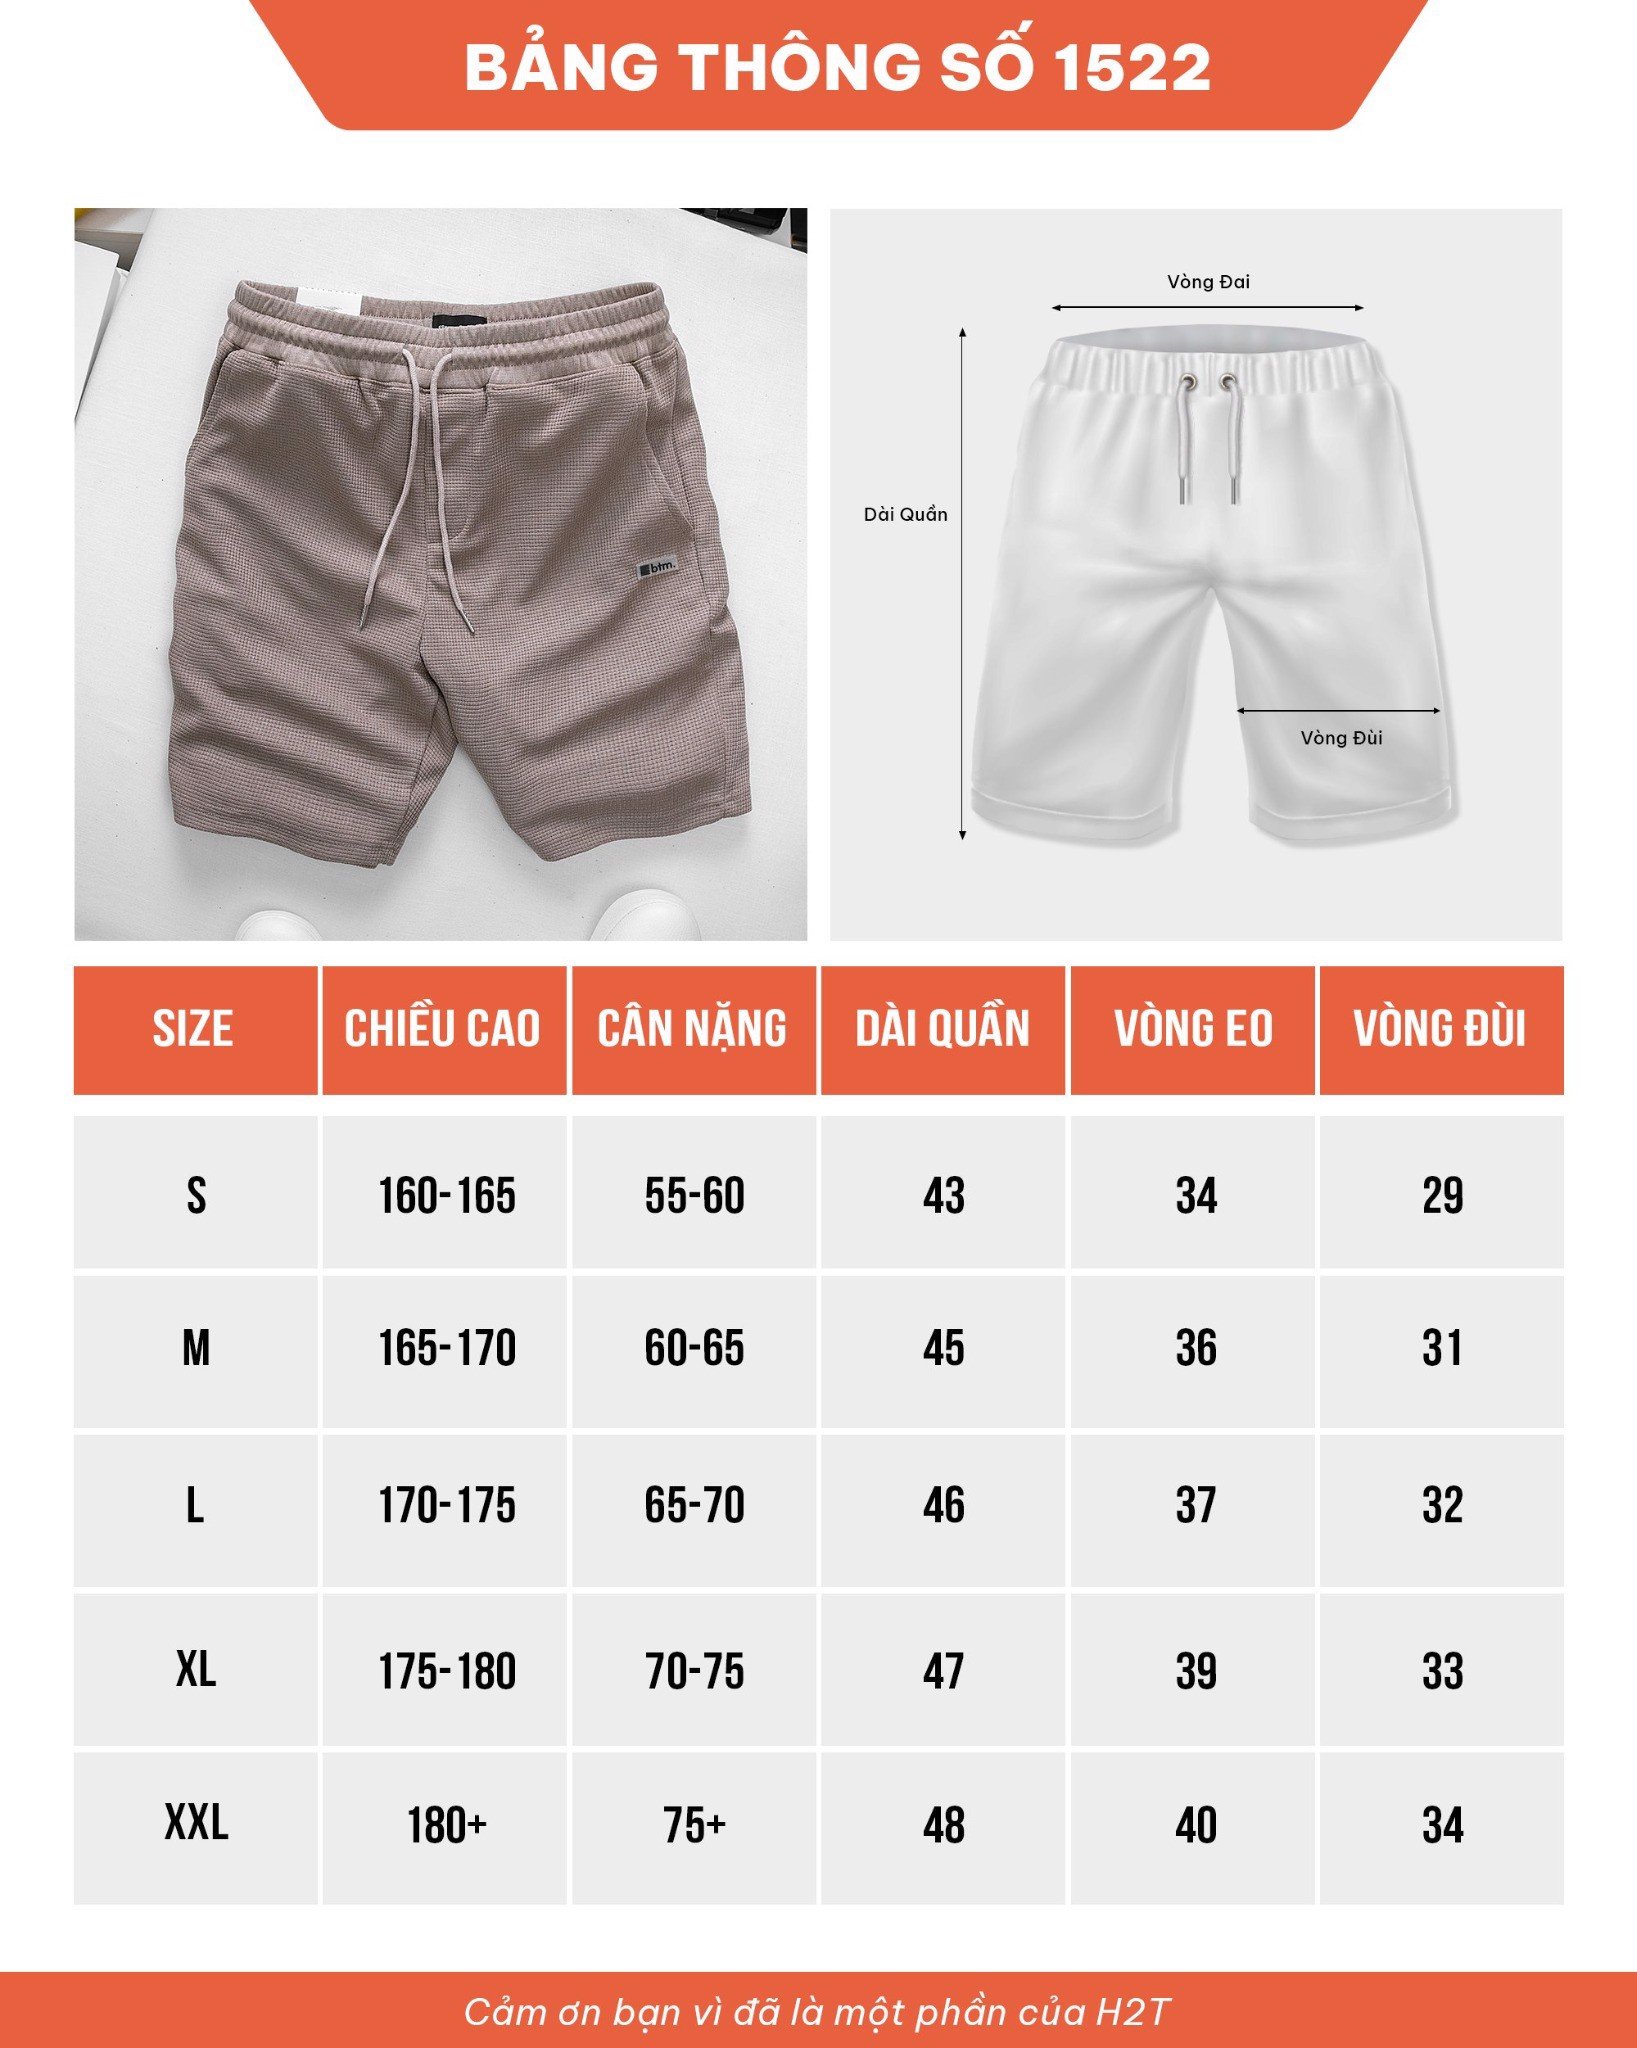 BẢNG THÔNG SỐ 1522
btm.
Vòng Đai
Dài Quần
Vòng Đùi
SIZE CHIỀU CAO CÂN NẶNG DÀI QUẦN VÒNG EO VÒNG ĐÙI
S 160-165 55-60 43 34 29
M 165-170 60-65 45 36 31
L 170-175 65-70 46 37 32
XL 175-180 70-75 47 39 33
XXL 180+ 75+ 48 40 34
Cảm ơn bạn vì đã là một phần của H2T